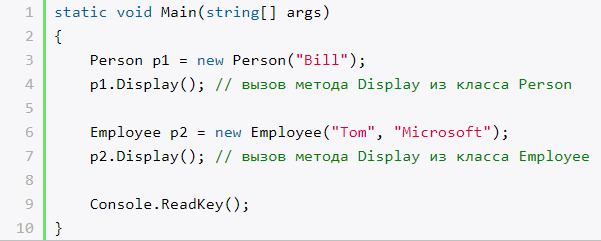 1 static void Main(string[] args)
2 {
3     Person p1 = new Person("Bill");
4     p1.Display(); // вызов метода Display из класса Person
5
6     Employee p2 = new Employee("Tom", "Microsoft");
7     p2.Display(); // вызов метода Display из класса Employee
8
9     Console.ReadKey();
10 }